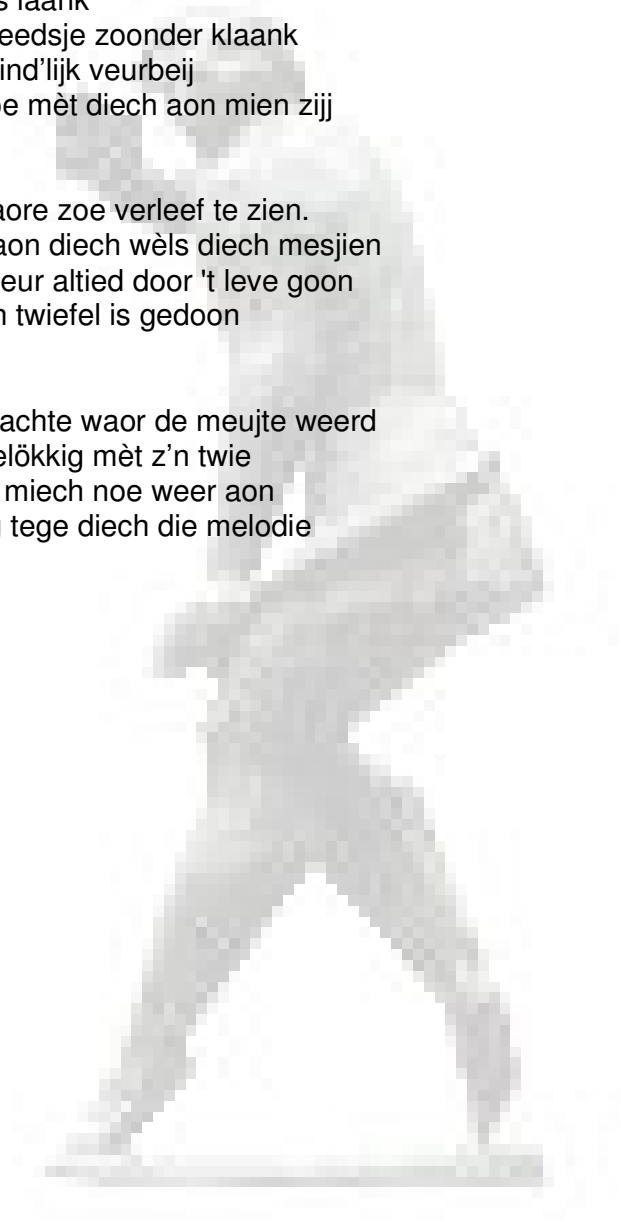 s laank
eedsje zoonder klaank
ind'lijk veurbeij
e mèt diech aon mien zijj
aore zoe verleef te zien.
aon diech wèls diech mesjien
eur altied door 't leve goon
twiefel is gedoon
achte waor de meujte weerd
elökkig mèt z'n twie
miech noe weer aon
tege diech die melodie